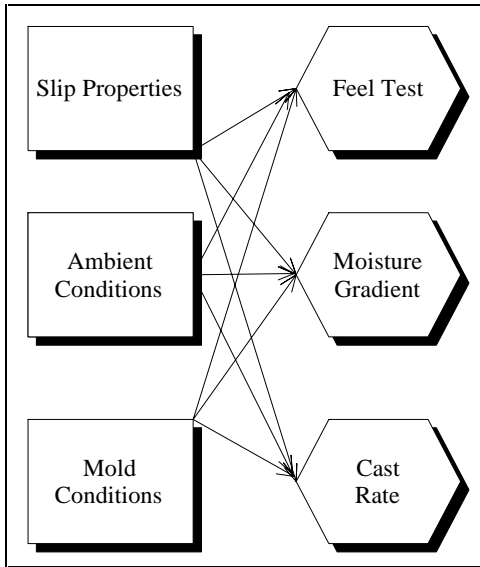 Slip Properties
Feel Test
Ambient
Conditions
Moisture
Gradient
Mold
Conditions
Cast
Rate